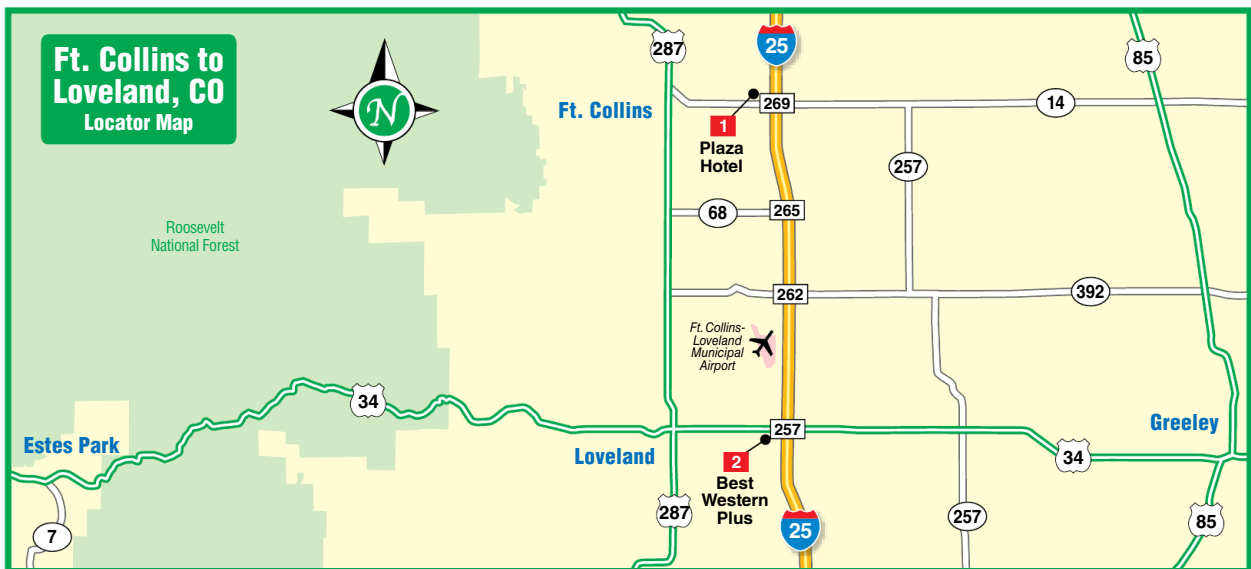 Ft. Collins to
Loveland, CO
Locator Map
N
287
25
85
Ft. Collins
269
14
1
Plaza
Hotel
257
68
265
Roosevelt
National Forest
262
392
Ft. Collins-
Loveland
Municipal
Airport
34
257
Greeley
Estes Park
Loveland
34
2
Best
Western
Plus
287
25
257
85
7